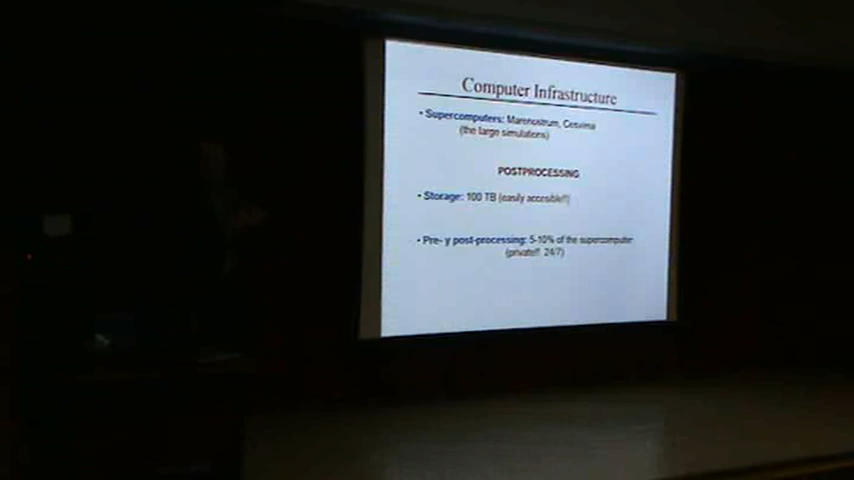 Computer Infrastructure
• Supercomputers: Marenostrum, Cesvima
(the large simulations)
POSTPROCESSING
• Storage: 100 TB (easily accesible!!)
• Pre- y post-processing: 5-10% of the supercomputer
(private!! 24/7)